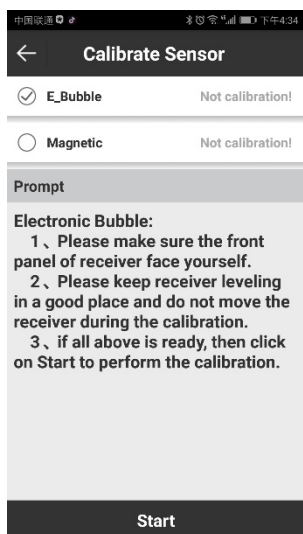 中国联通 下午4:34
Calibrate Sensor
E_Bubble Not calibration!
Magnetic Not calibration!
Prompt
Electronic Bubble:
1、Please make sure the front
panel of receiver face yourself.
2、Please keep receiver leveling
in a good place and do not move the
receiver during the calibration.
3、if all above is ready, then click
on Start to perform the calibration.
Start